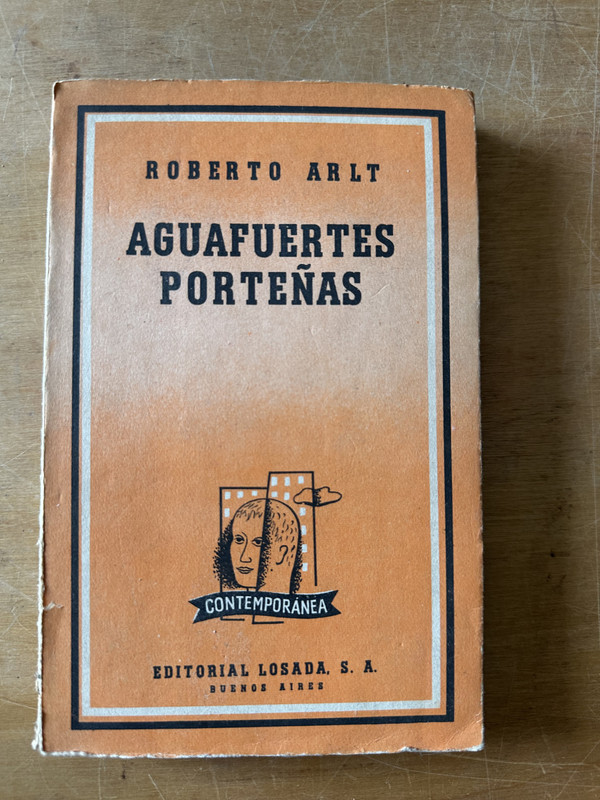 ROBERTO ARLT
AGUAFUERTES
PORTEÑAS
CONTEMPORÁNEA
EDITORIAL LOSADA, S. A.
BUENOS AIRES